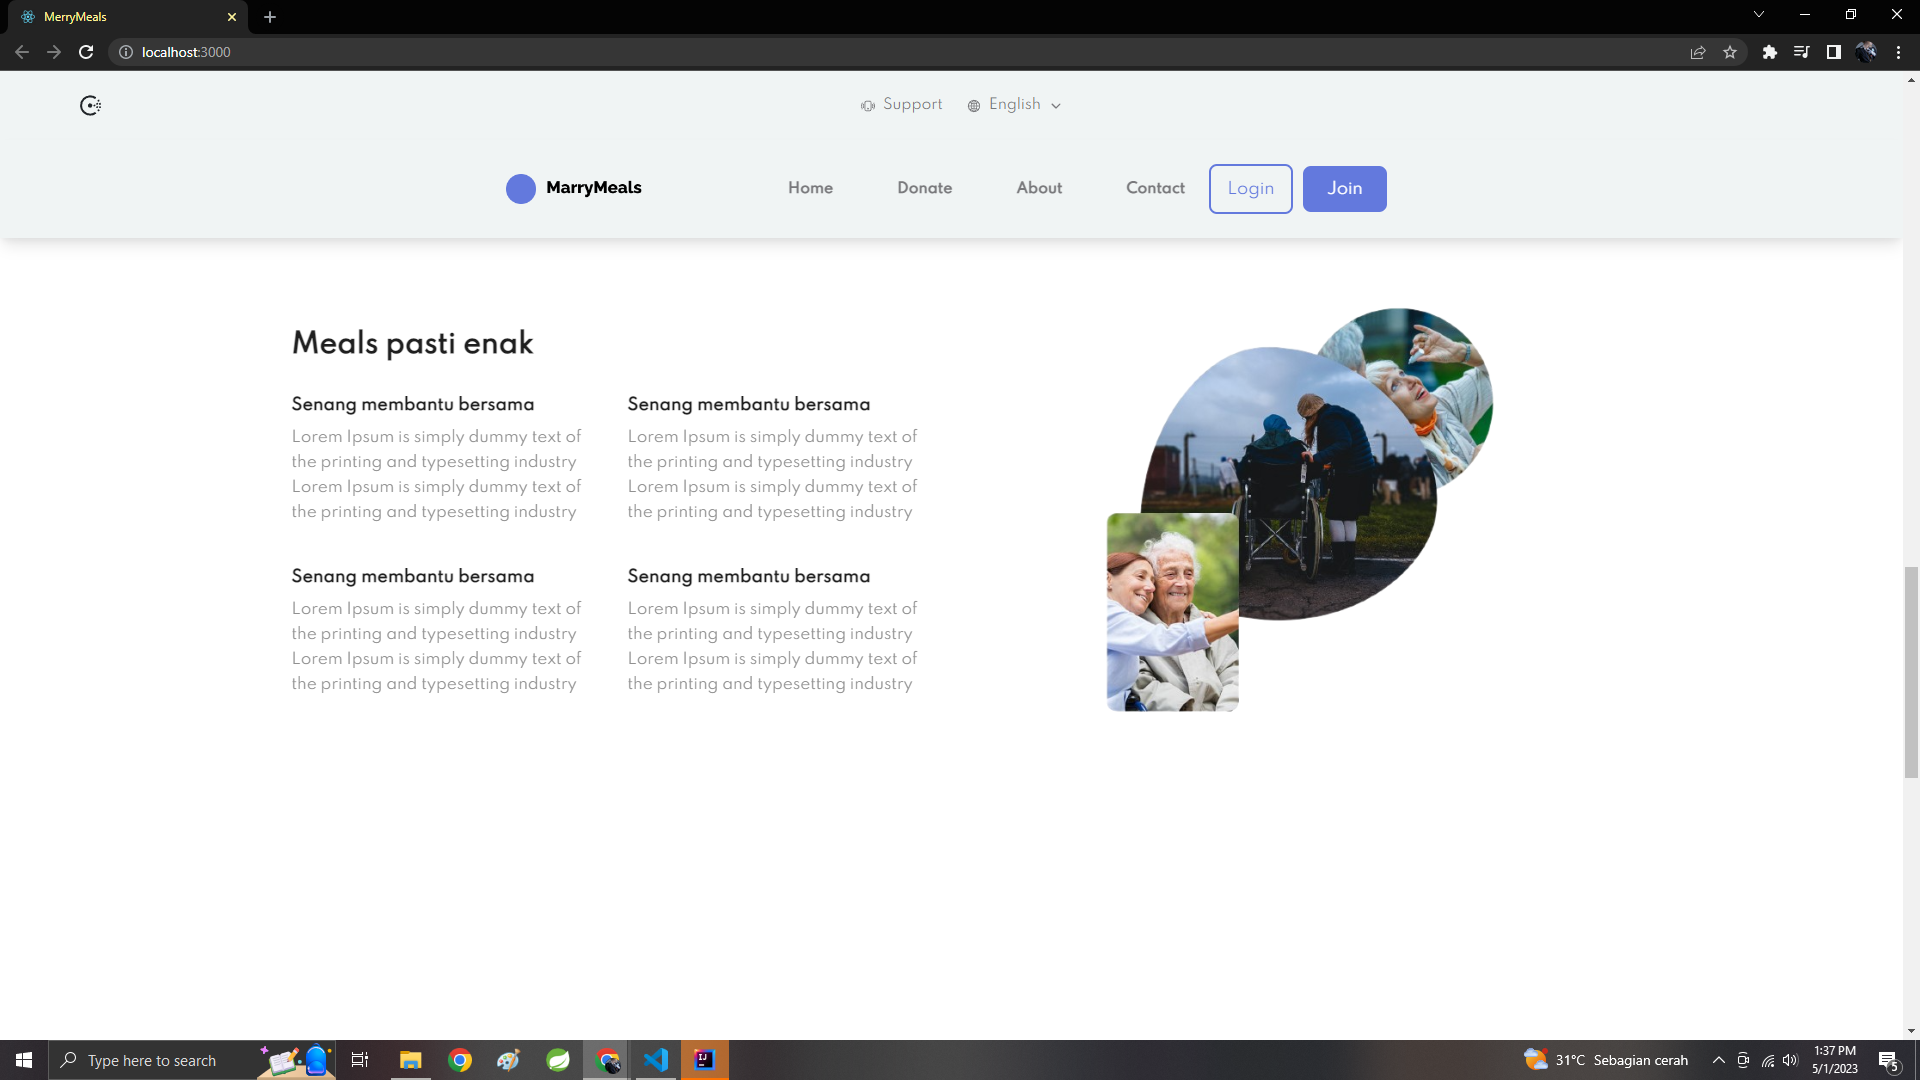 MerryMeals
localhost:3000
Support
English
MarryMeals
Home
Donate
About
Contact
Login
Join
Meals pasti enak
Senang membantu bersama
Lorem Ipsum is simply dummy text of
the printing and typesetting industry
Lorem Ipsum is simply dummy text of
the printing and typesetting industry
Senang membantu bersama
Lorem Ipsum is simply dummy text of
the printing and typesetting industry
Lorem Ipsum is simply dummy text of
the printing and typesetting industry
Senang membantu bersama
Lorem Ipsum is simply dummy text of
the printing and typesetting industry
Lorem Ipsum is simply dummy text of
the printing and typesetting industry
Senang membantu bersama
Lorem Ipsum is simply dummy text of
the printing and typesetting industry
Lorem Ipsum is simply dummy text of
the printing and typesetting industry
Type here to search
IJ
31°C Sebagian cerah
1:37 PM
5/1/2023
5